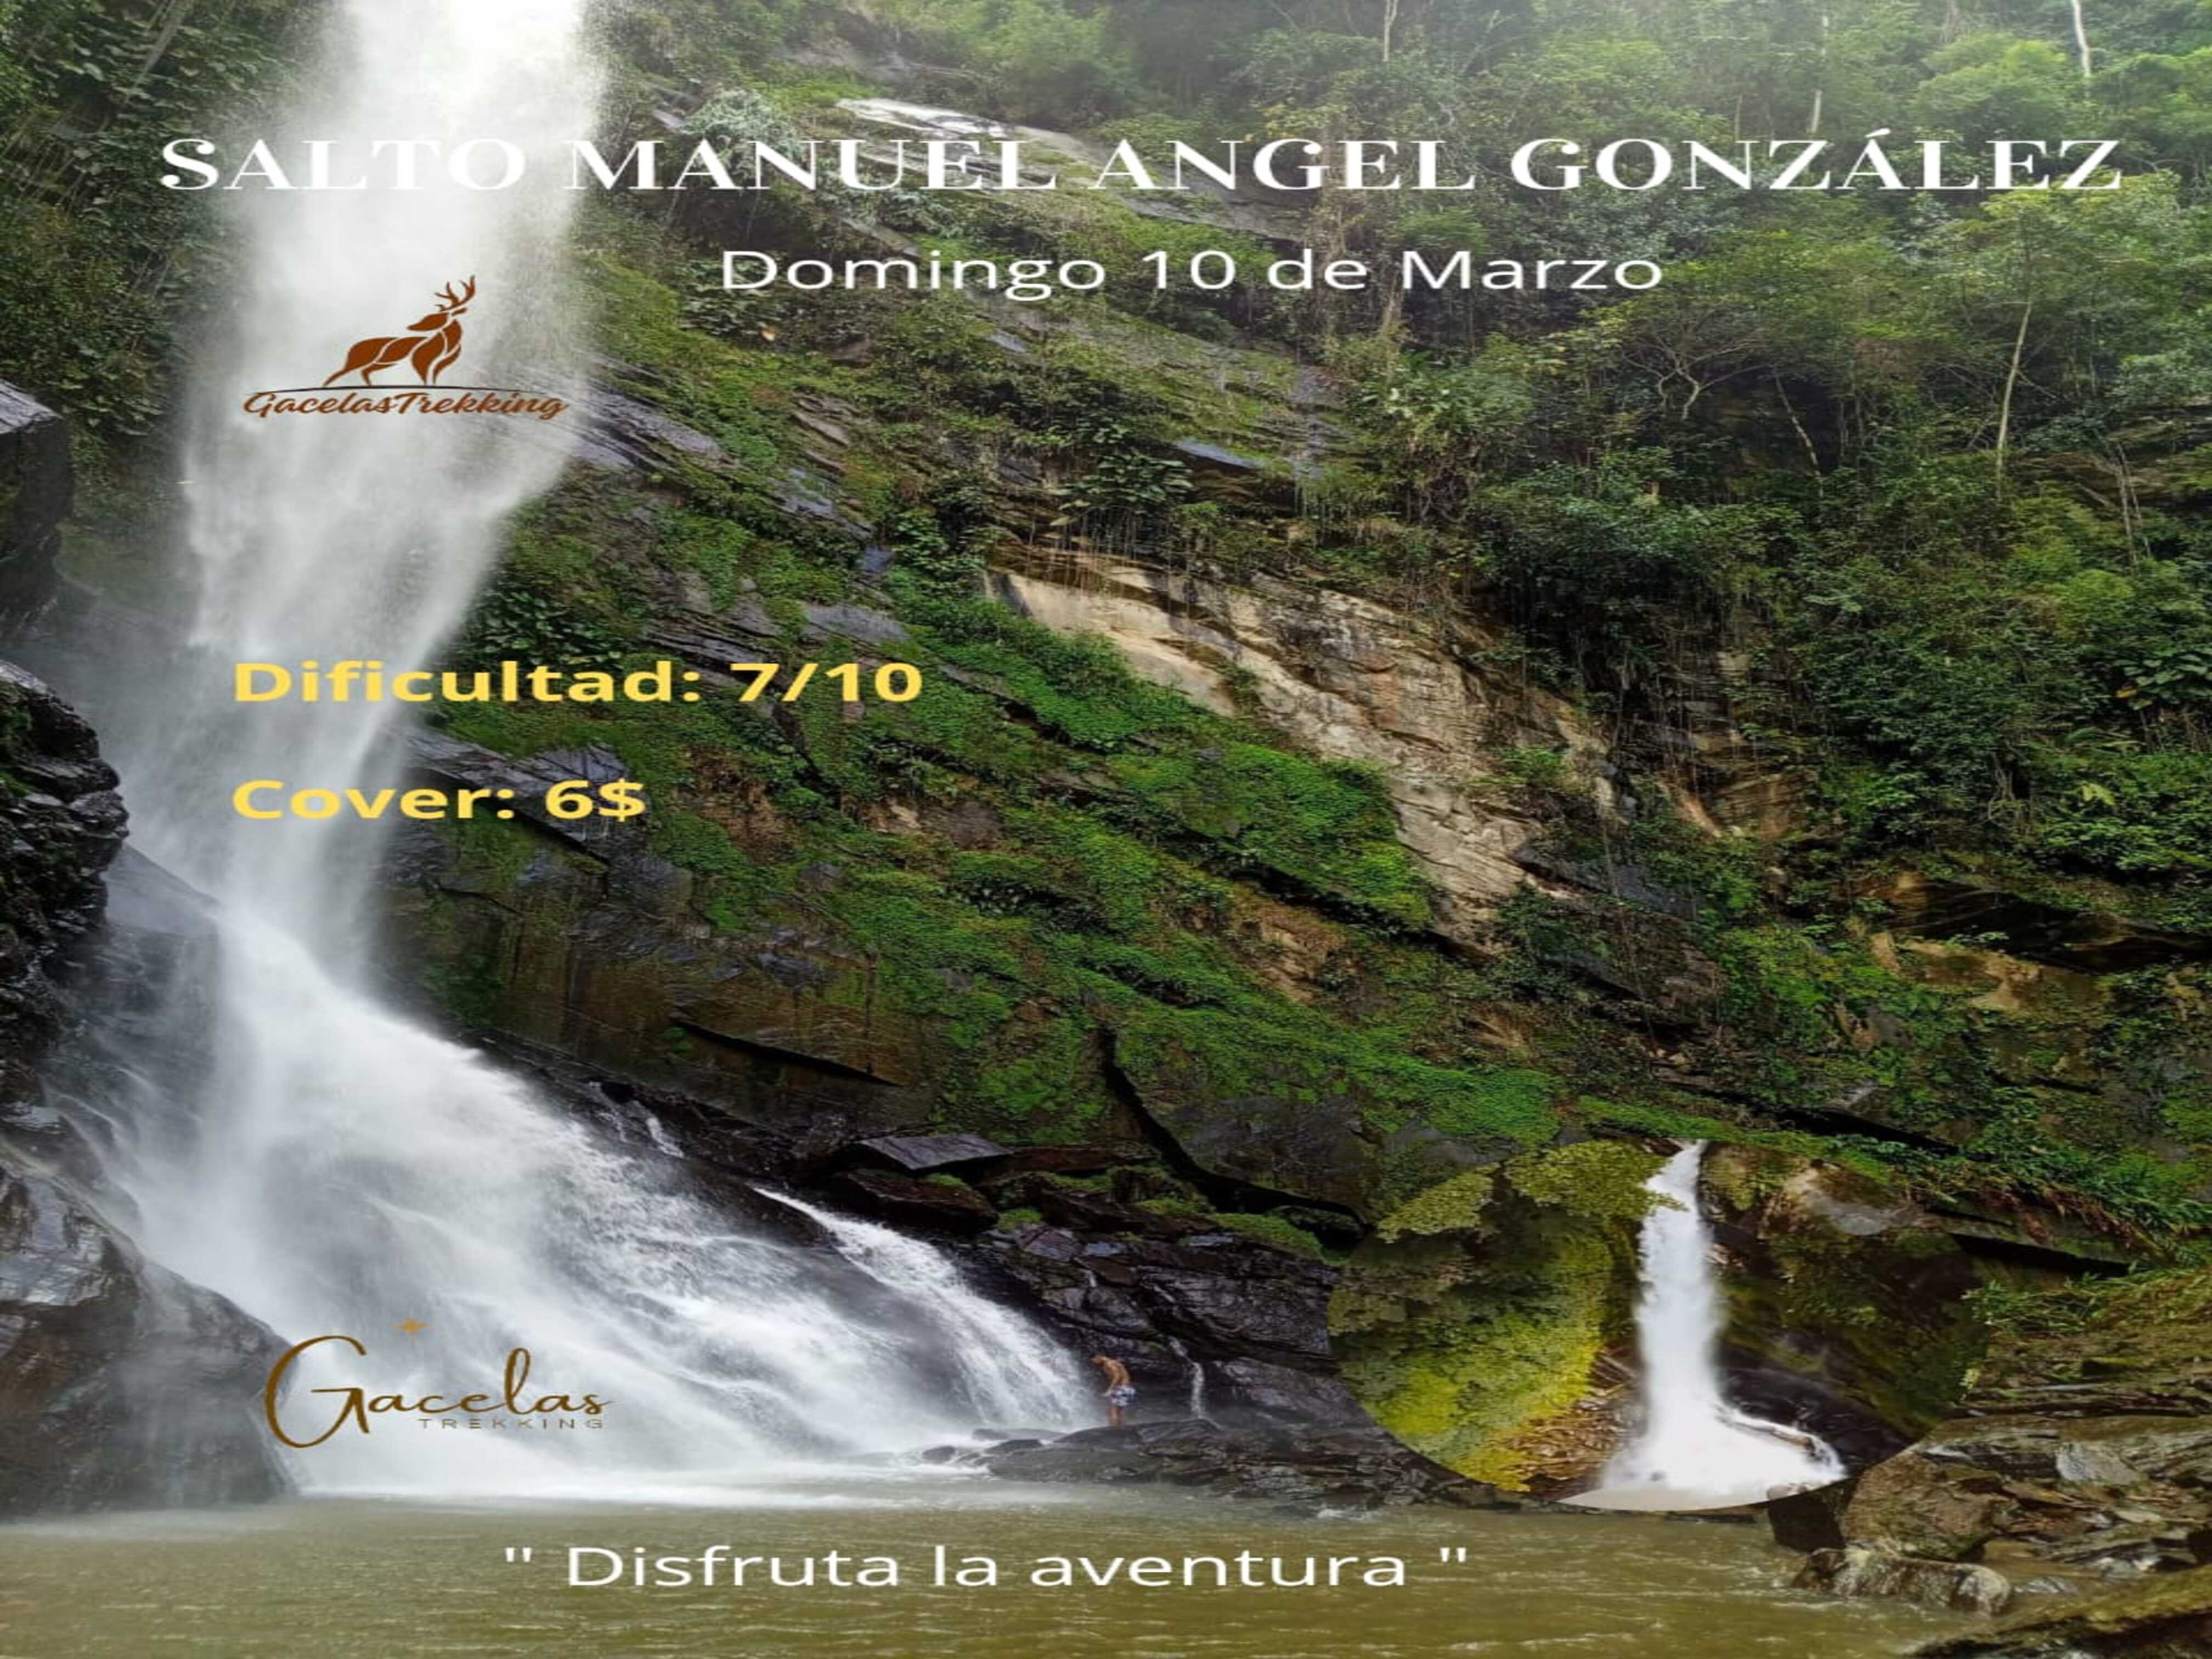 SALTO MANUEL ANGEL GONZÁLEZ
Domingo 10 de Marzo
GacelasTrekking
Dificultad: 7/10
Cover: 6$
Gacelas
TREKKING
" Disfruta la aventura "